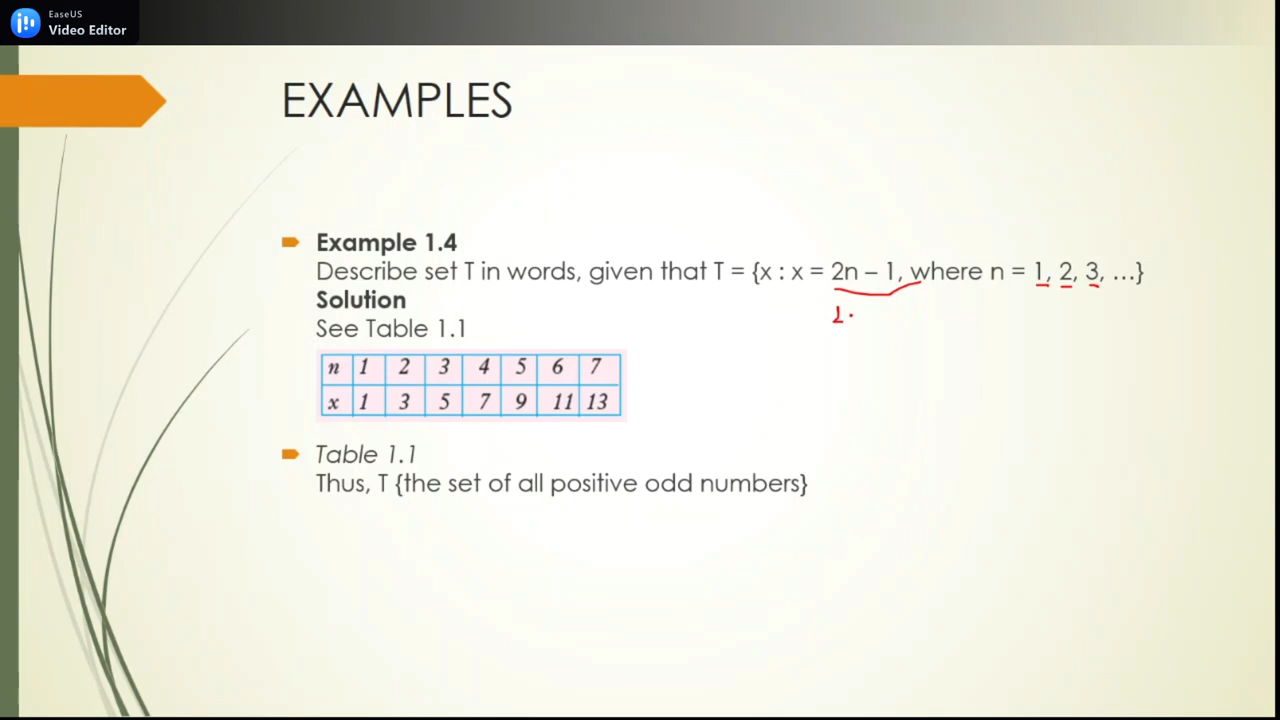 EaseUS
Video Editor
EXAMPLES
Example 1.4
Describe set T in words, given that T = {x : x = 2n – 1, where n = 1, 2, 3, …}
Solution
2.
See Table 1.1
n 1 2 3 4 5 6 7
x 1 3 5 7 9 11 13
Table 1.1
Thus, T {the set of all positive odd numbers}